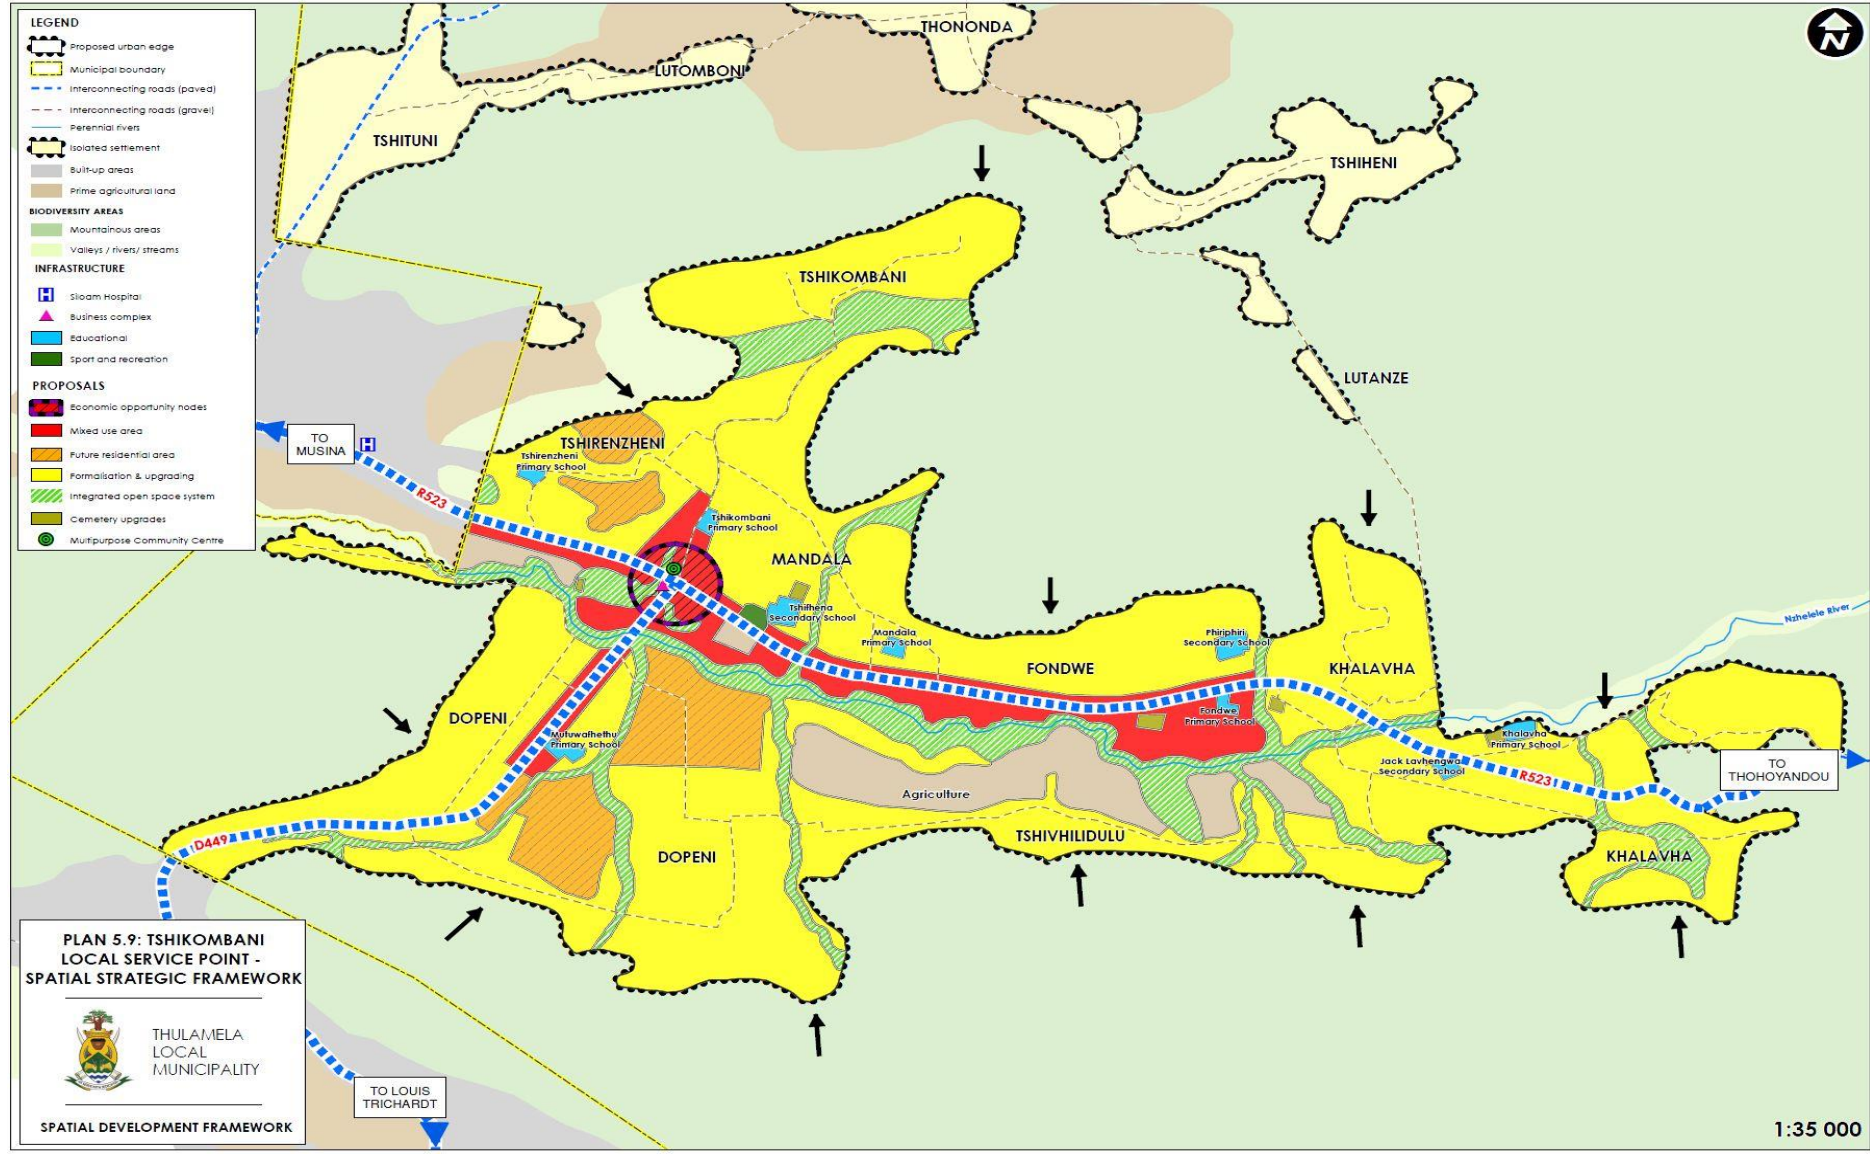 LEGEND
Proposed urban edge
Municipal boundary
Interconnecting roads (paved)
Interconnecting roads (gravel)
Perennial rivers
Isolated settlement
Built-up areas
Prime agricultural land
BIODIVERSITY AREAS
Mountainous areas
Valleys / rivers/ streams
INFRASTRUCTURE
H
Siloam Hospital
Business complex
Educational
Sport and recreation
PROPOSALS
Economic opportunity nodes
Mixed use area
Future residential area
Formalisation & upgrading
Integrated open space system
Cemetery upgrades
Multipurpose Community Centre
N
THONONDA
LUTOMBONI
TSHITUNI
TSHIHENI
TSHIKOMBANI
LUTANZE
TO
MUSINA
H
R523
TSHIRENZHENI
Tshirenzheni
Primary School
Tshikombani
Primary School
MANDALA
Tshifhena
Secondary School
Mandala
Primary School
Phiriphiri
Secondary School
Nzhelele River
FONDWE
KHALAVHA
DOPENI
Mutuwafhethu
Primary School
Fondwe
Primary School
Khalavha
Primary School
Jack Lavhengwa
Secondary School
R523
TO
THOHOYANDOU
Agriculture
TSHIVHILIDULU
D449
DOPENI
KHALAVHA
PLAN 5.9: TSHIKOMBANI
LOCAL SERVICE POINT -
SPATIAL STRATEGIC FRAMEWORK
THULAMELA
LOCAL
MUNICIPALITY
SPATIAL DEVELOPMENT FRAMEWORK
TO LOUIS
TRICHARDT
1:35 000